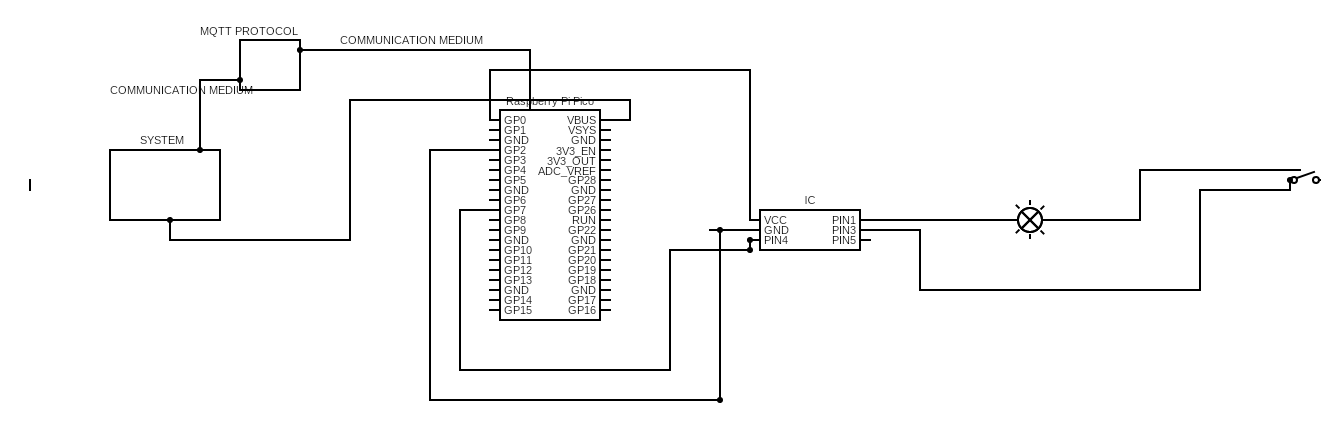 MQTT PROTOCOL
COMMUNICATION MEDIUM
COMMUNICATION MEDIUM
SYSTEM
Raspberry Pi Pico
GP0 VBUS
GP1 VSYS
GND GND
GP2 3V3_EN
GP3 3V3_OUT
GP4 ADC_VREF
GP5 GP28
GND GND
GP6 GP27
GP7 GP26
GP8 RUN
GP9 GP22
GND GND
GP10 GP21
GP11 GP20
GP12 GP19
GP13 GP18
GND GND
GP14 GP17
GP15 GP16
IC
VCC PIN1
GND PIN3
PIN4 PIN5